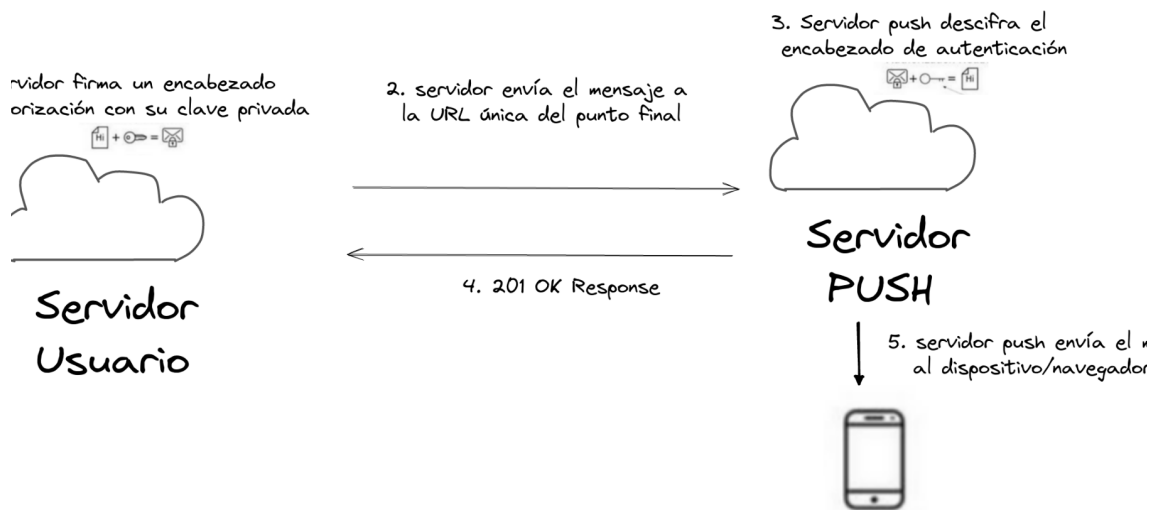 3. Servidor push descifra el
encabezado de autenticación
vidor firma un encabezado
orización con su clave privada
Hi + = 
2. servidor envía el mensaje a
la URL única del punto final
+ = Hi
Servidor
PUSH
4. 201 OK Response
Servidor
Usuario
5. servidor push envía el
al dispositivo/navegador